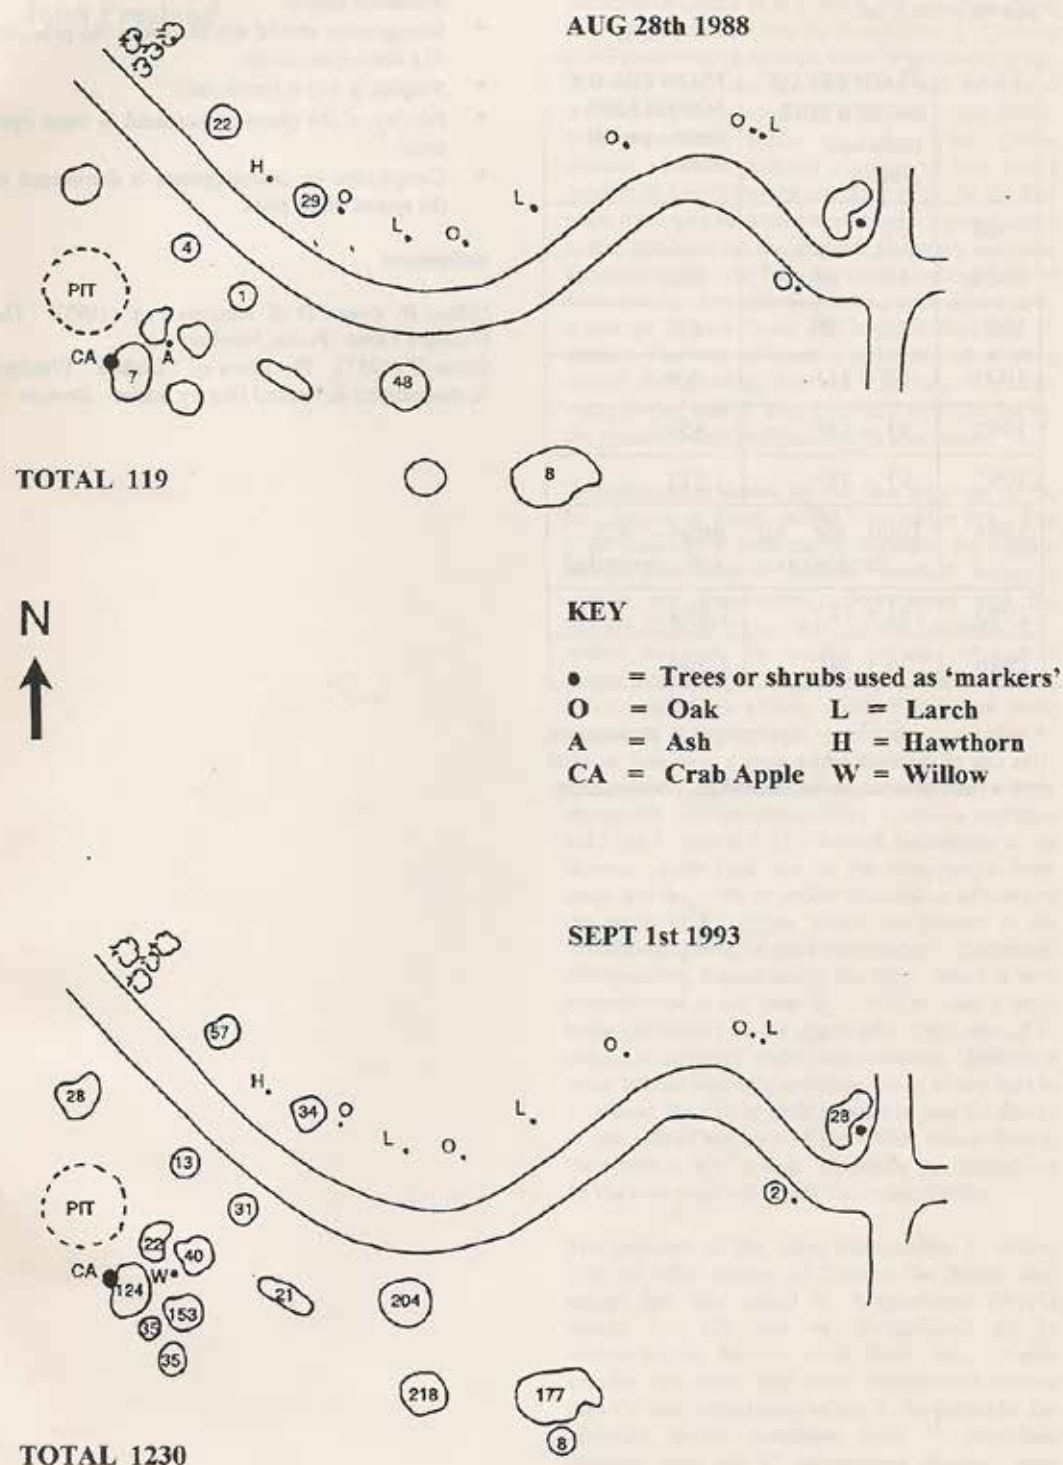 AUG 28th 1988
L
O
O
22
H
29 O
L
L
O
4
PIT
1
O
CA A
7
48
TOTAL 119
8
N
KEY
• = Trees or shrubs used as ‘markers’
O = Oak L = Larch
A = Ash H = Hawthorn
CA = Crab Apple W = Willow
SEPT 1st 1993
57
O L
O
28
H
34 O
L
28
L O
13
2
PIT
31
22
40
CA W
124
21
204
153
35
35
218
177
8
TOTAL 1230